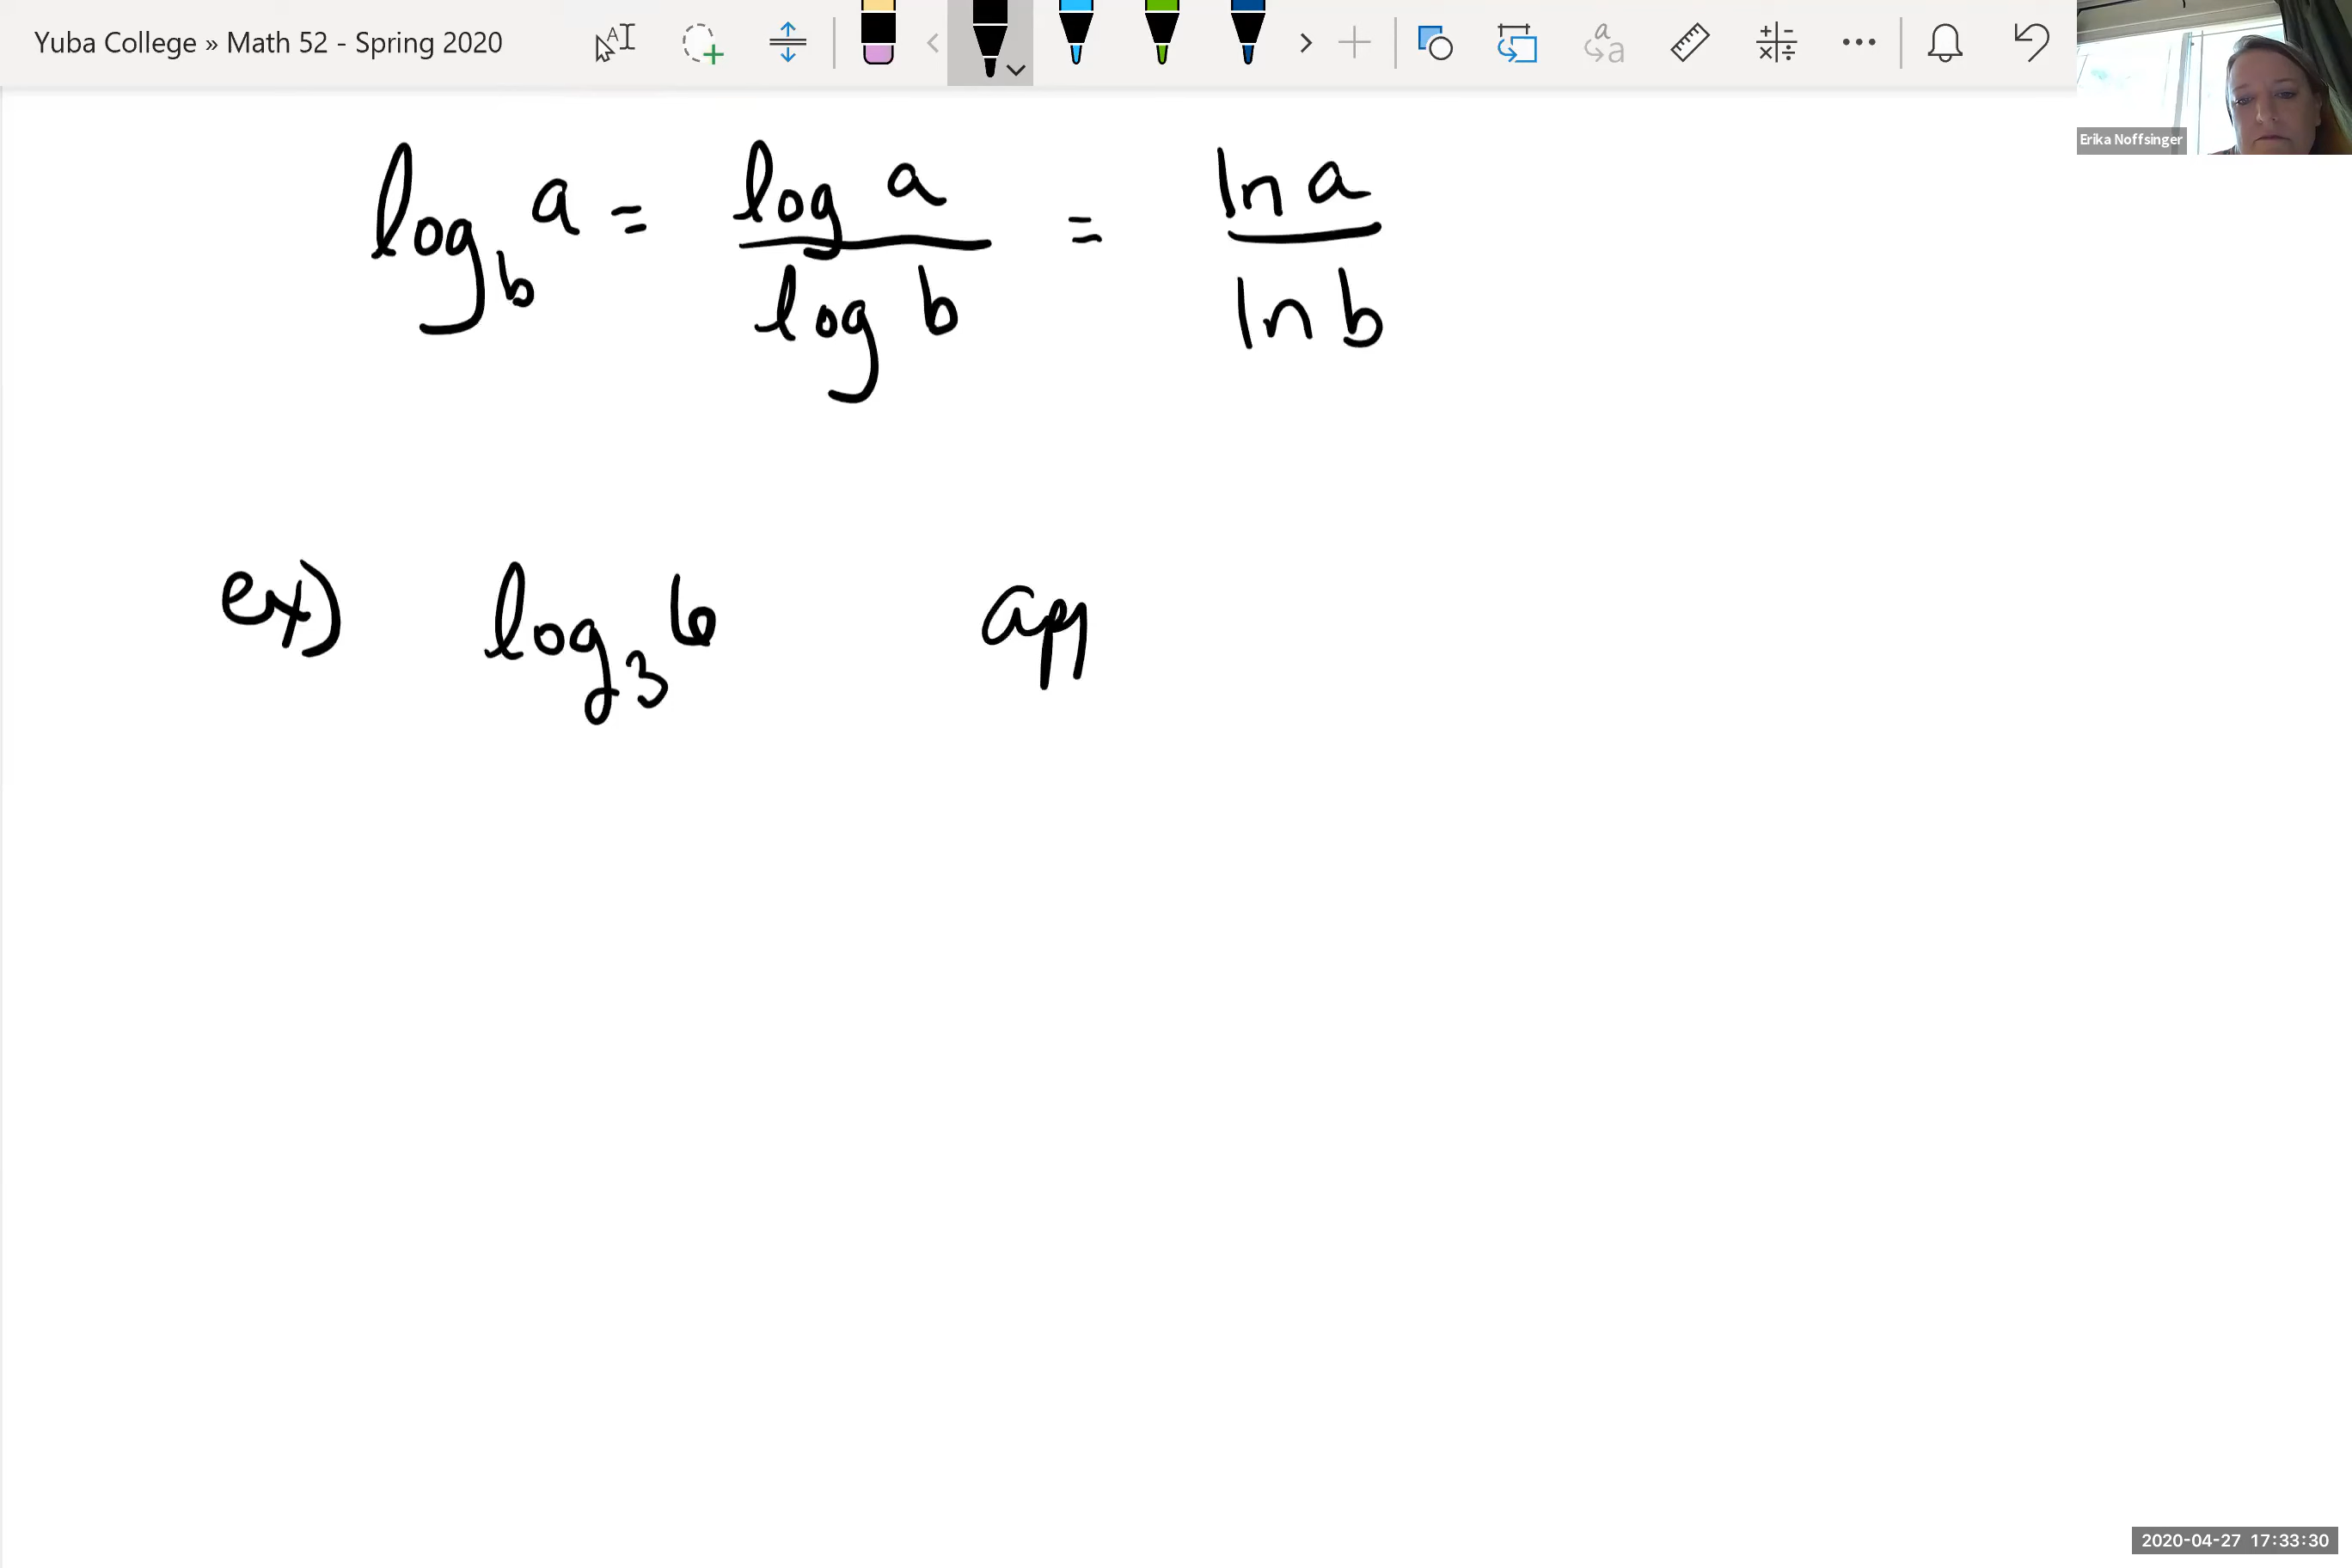 Yuba College » Math 52 - Spring 2020
Erika Noffsinger
log_b a = log a / log b = ln a / ln b
ex) log_3 6 app
2020-04-27 17:33:30